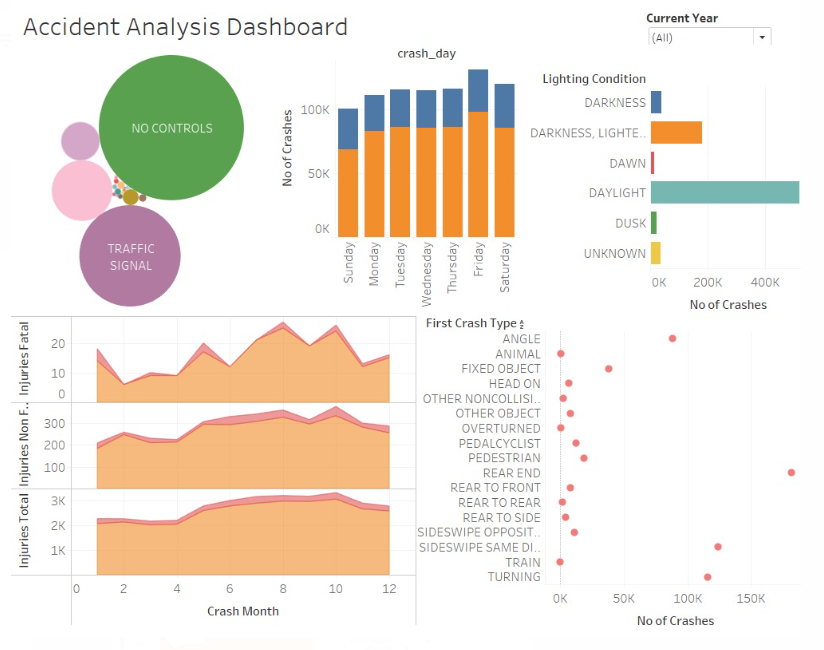 Accident Analysis Dashboard
Current Year
(All)
NO CONTROLS
TRAFFIC
SIGNAL
crash_day
No of Crashes
100K
50K
0K
Sunday
Monday
Tuesday
Wednesday
Thursday
Friday
Saturday
Lighting Condition
DARKNESS
DARKNESS, LIGHTE..
DAWN
DAYLIGHT
DUSK
UNKNOWN
0K 200K 400K
No of Crashes
Injuries Fatal
20
10
0
Injuries Non F..
300
200
100
Injuries Total
3K
2K
1K
0 2 4 6 8 10 12
Crash Month
First Crash Type
ANGLE
ANIMAL
FIXED OBJECT
HEAD ON
OTHER NONCOLLISI..
OTHER OBJECT
OVERTURNED
PEDALCYCLIST
PEDESTRIAN
REAR END
REAR TO FRONT
REAR TO REAR
REAR TO SIDE
SIDESWIPE OPPOSIT..
SIDESWIPE SAME DI..
TRAIN
TURNING
0K 50K 100K 150K
No of Crashes